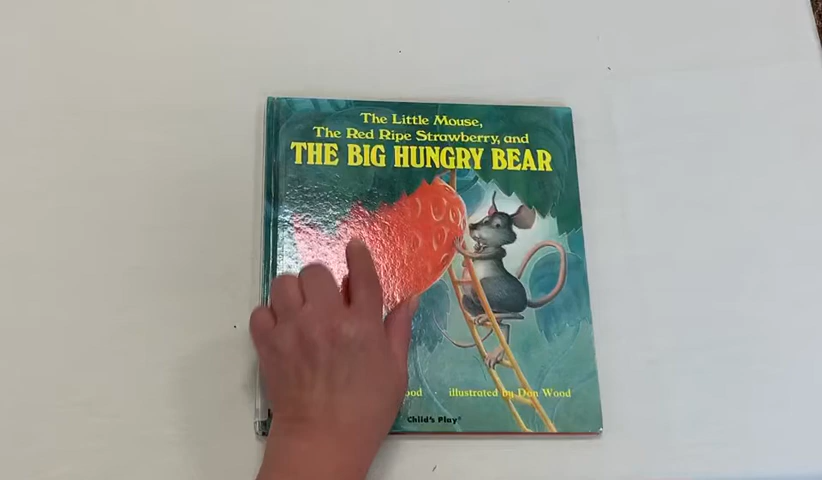 The Little Mouse,
The Red Ripe Strawberry, and
THE BIG HUNGRY BEAR
illustrated by Don Wood
Child's Play®